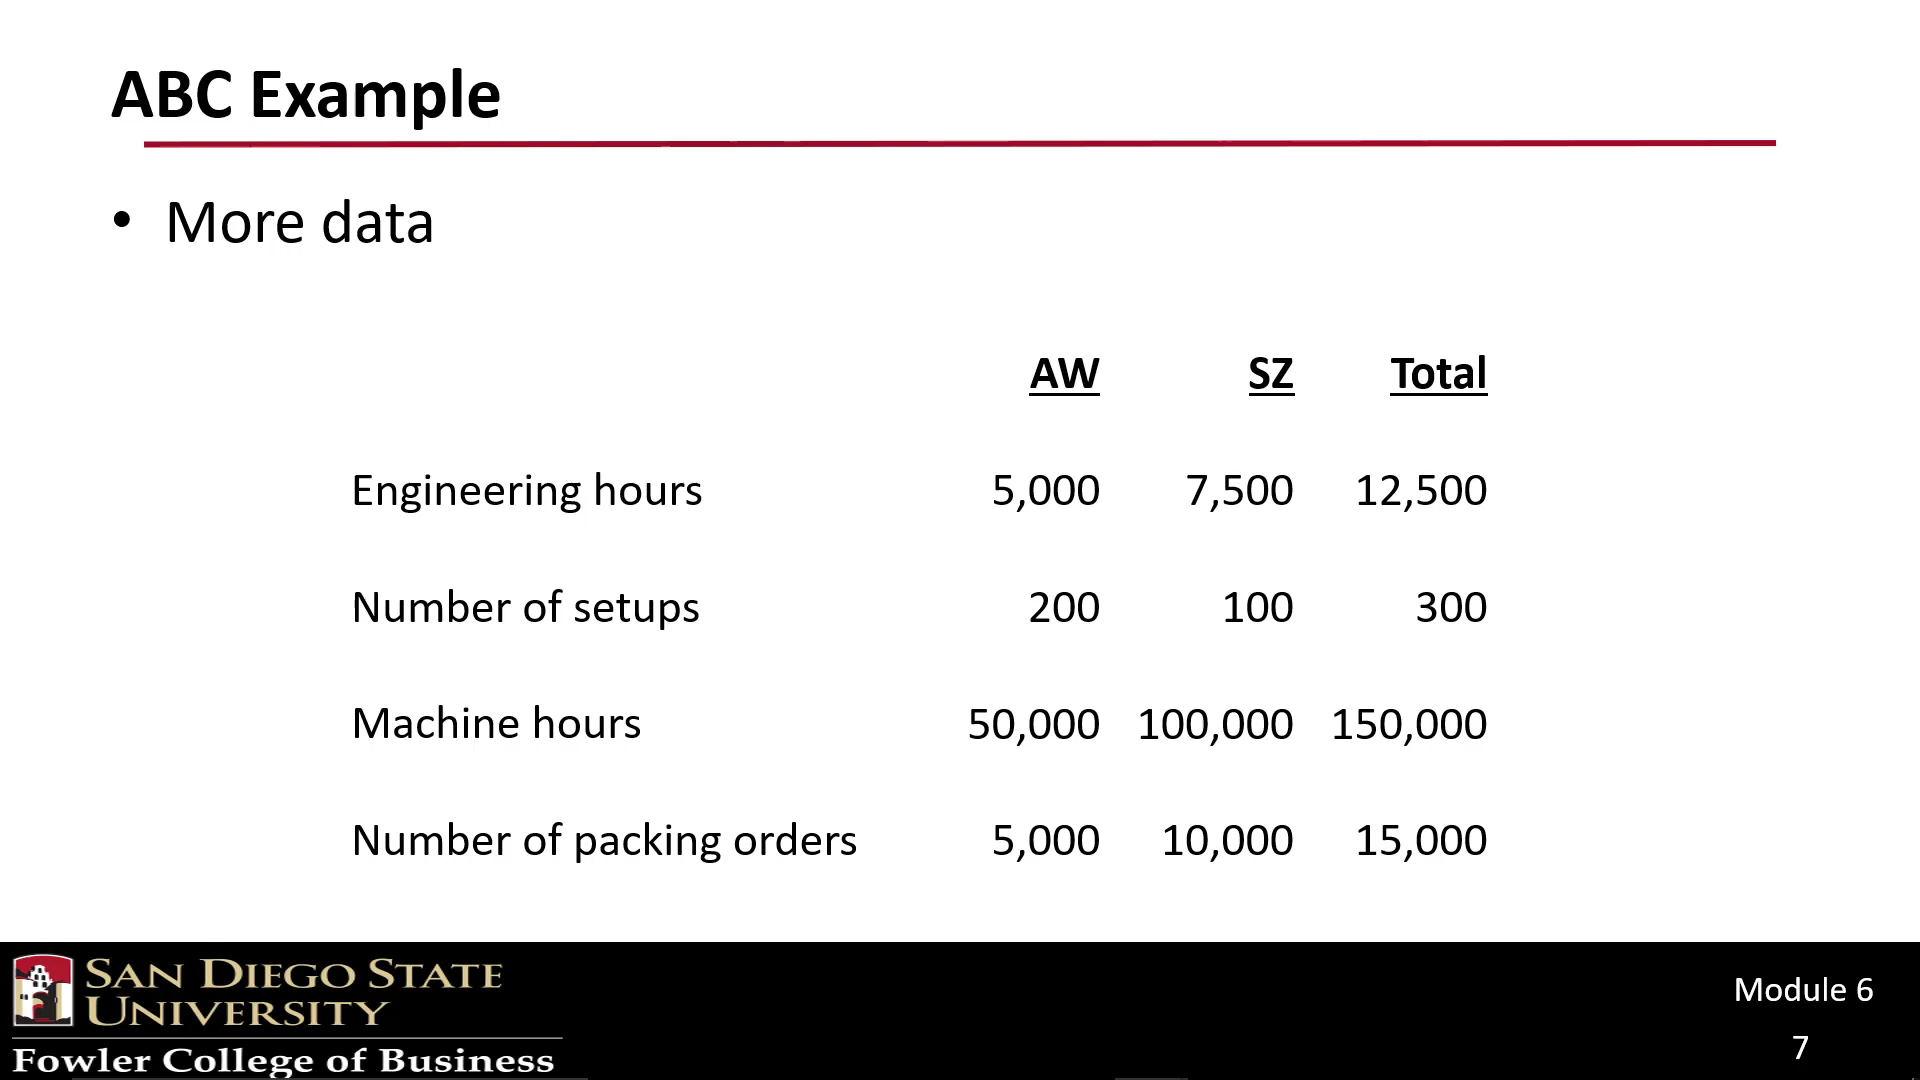 ABC Example
• More data
AW SZ Total
Engineering hours 5,000 7,500 12,500
Number of setups 200 100 300
Machine hours 50,000 100,000 150,000
Number of packing orders 5,000 10,000 15,000
SAN DIEGO STATE
UNIVERSITY
Fowler College of Business
Module 6
7